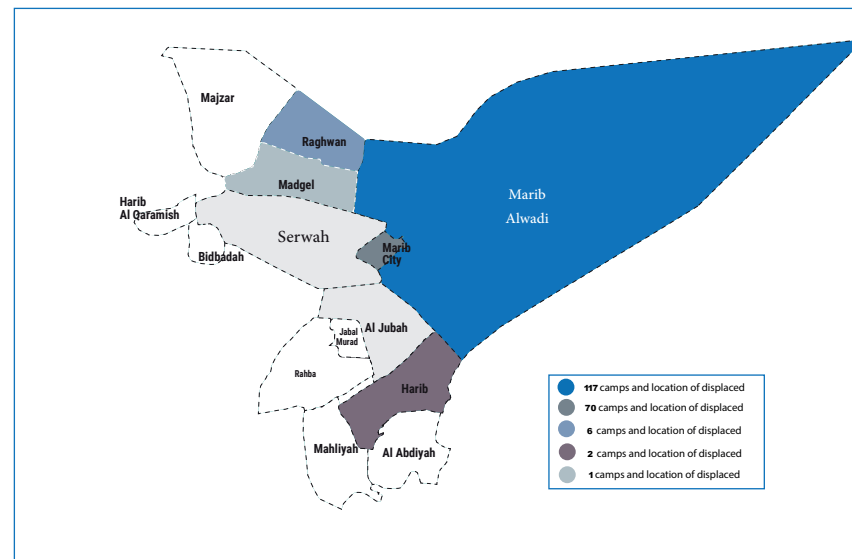 Majzar
Raghwan
Madgel
Harib
Al Qaramish
Bidbadah
Serwah
Marib
CIty
Marib
Alwadi
Al Jubah
Jabal
Murad
Rahba
Harib
Mahliyah
Al Abdiyah
117 camps and location of displaced
70 camps and location of displaced
6 camps and location of displaced
2 camps and location of displaced
1 camps and location of displaced